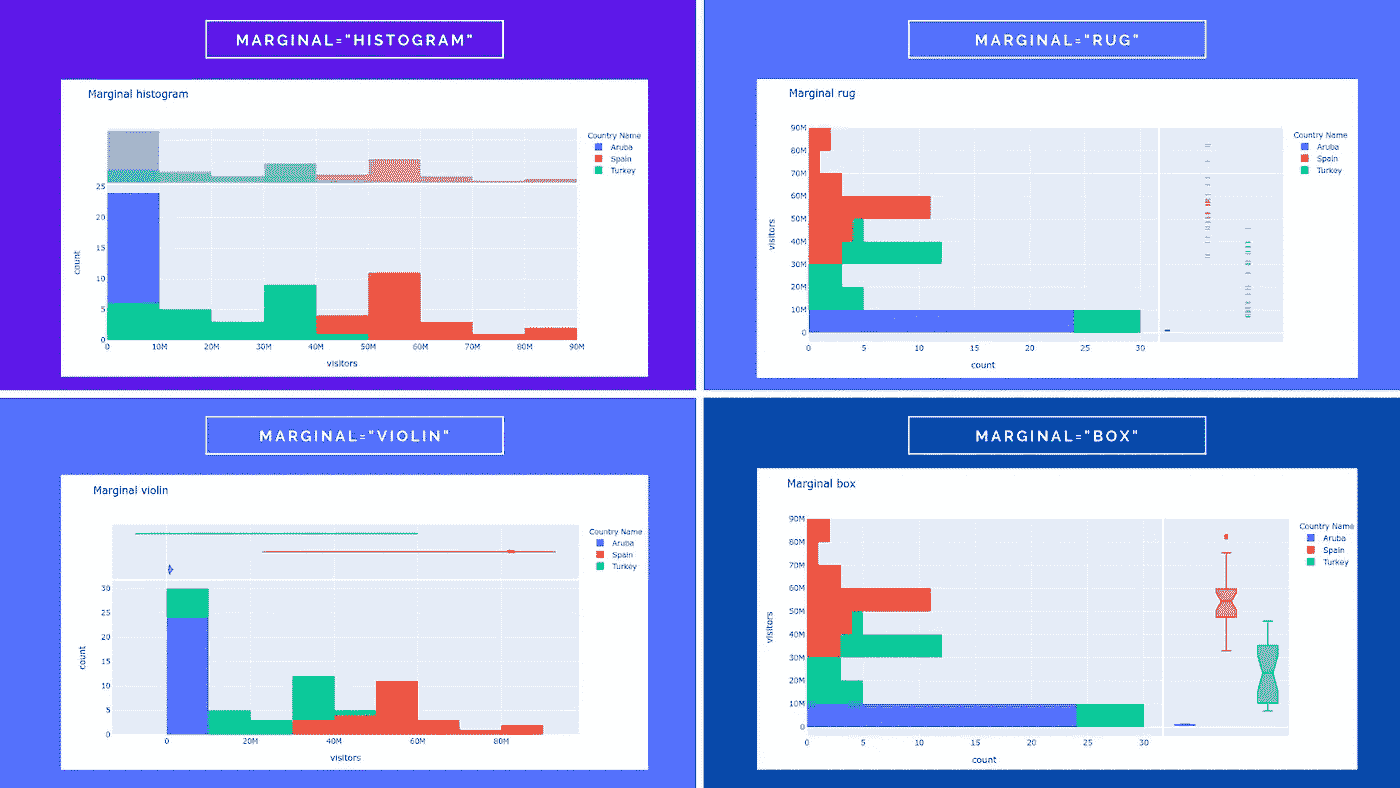 MARGINAL="HISTOGRAM"
Marginal histogram
Country Name
Aruba
Spain
Turkey
25
20
15
10
5
0
count
0 10M 20M 30M 40M 50M 60M 70M 80M 90M
visitors
MARGINAL="RUG"
Marginal rug
Country Name
Aruba
Spain
Turkey
90M
80M
70M
60M
50M
40M
30M
20M
10M
0
visitors
0 5 10 15 20 25 30
count
MARGINAL="VIOLIN"
Marginal violin
Country Name
Aruba
Spain
Turkey
30
25
20
15
10
5
0
count
0 20M 40M 60M 80M
visitors
MARGINAL="BOX"
Marginal box
Country Name
Aruba
Spain
Turkey
90M
80M
70M
60M
50M
40M
30M
20M
10M
0
visitors
0 5 10 15 20 25 30
count